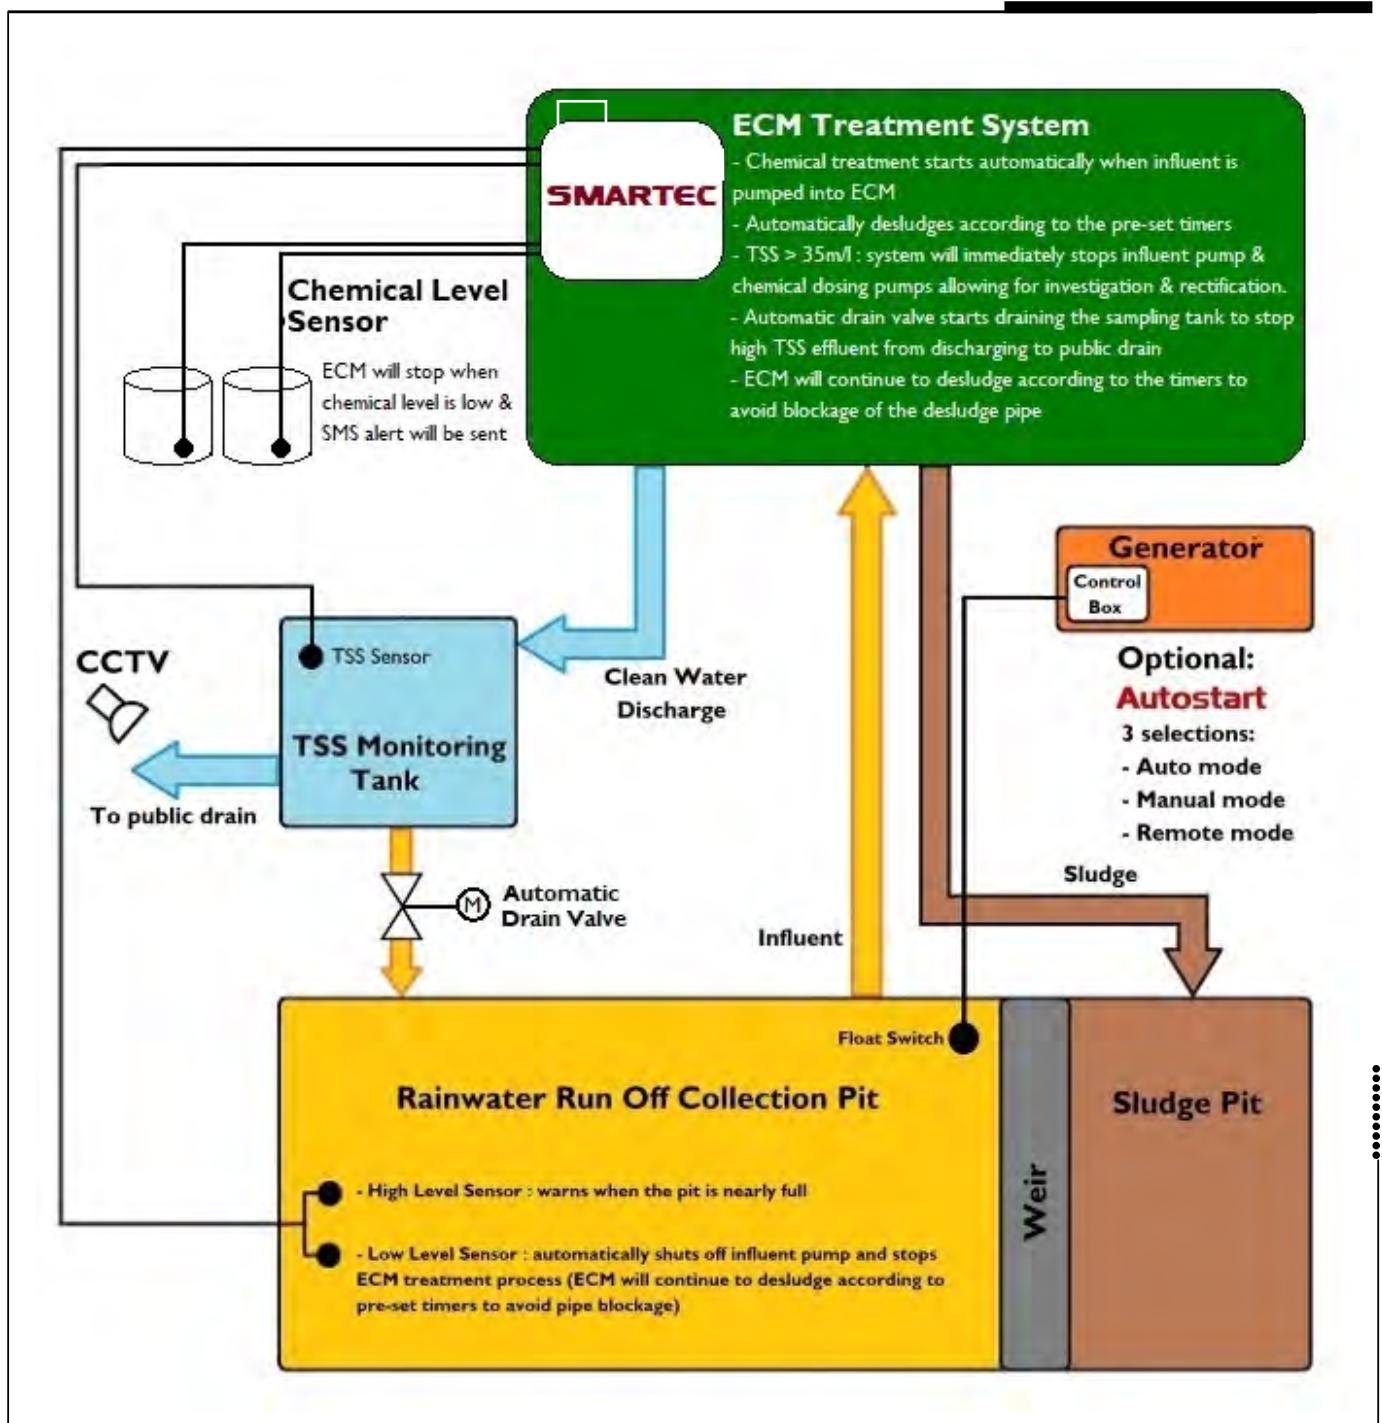 ECM Treatment System
- Chemical treatment starts automatically when influent is
pumped into ECM
- Automatically desludges according to the pre-set timers
- TSS > 35m/l : system will immediately stops influent pump &
chemical dosing pumps allowing for investigation & rectification.
- Automatic drain valve starts draining the sampling tank to stop
high TSS effluent from discharging to public drain
- ECM will continue to desludge according to the timers to
avoid blockage of the desludge pipe
SMARTEC
Chemical Level
Sensor
ECM will stop when
chemical level is low &
SMS alert will be sent
Generator
Control
Box
Optional:
Autostart
3 selections:
- Auto mode
- Manual mode
- Remote mode
CCTV
TSS Sensor
TSS Monitoring
Tank
Clean Water
Discharge
To public drain
M
Automatic
Drain Valve
Influent
Sludge
Float Switch
Rainwater Run Off Collection Pit
- High Level Sensor : warns when the pit is nearly full
- Low Level Sensor : automatically shuts off influent pump and stops
ECM treatment process (ECM will continue to desludge according to
pre-set timers to avoid pipe blockage)
Weir
Sludge Pit